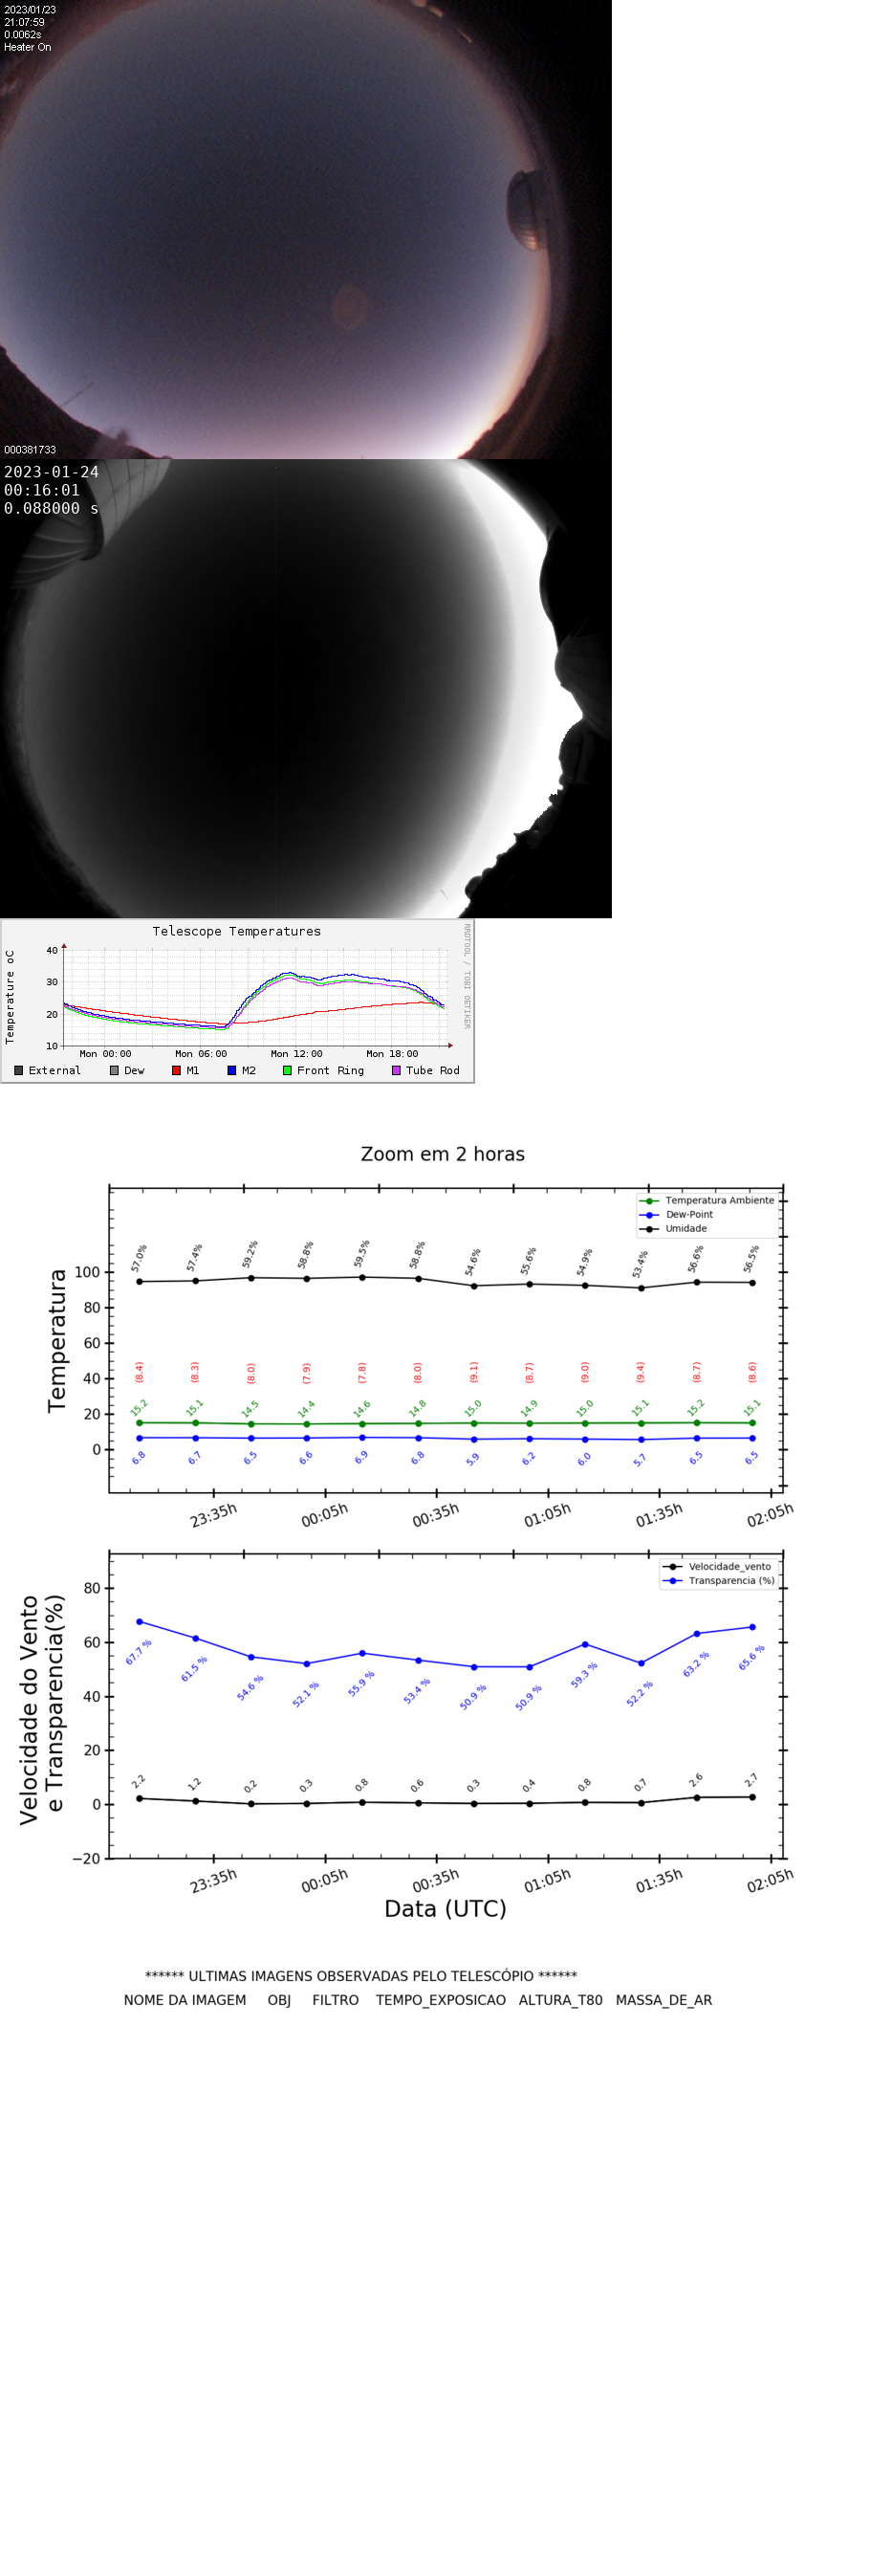 2023/01/23
21:07:59
0.0062s
Heater On
000381733
2023-01-24
00:16:01
0.088000 s
Telescope Temperatures
RRDTOOL / TOBI OETIKER
Temperature oC
40
30
20
10
Mon 00:00 Mon 06:00 Mon 12:00 Mon 18:00
External Dew M1 M2 Front Ring Tube Rod
Zoom em 2 horas
Temperatura Ambiente
Dew-Point
Umidade
Temperatura
100
80
60
40
20
0
57.0% 57.4% 59.2% 58.8% 59.5% 58.8% 54.6% 55.6% 54.9% 53.4% 56.6% 56.5%
(8.4) (8.3) (8.0) (7.9) (7.8) (8.0) (9.1) (8.7) (9.0) (9.4) (8.7) (8.6)
15.2 15.1 14.5 14.4 14.6 14.8 15.0 14.9 15.0 15.1 15.2 15.1
6.8 6.7 6.5 6.6 6.9 6.8 5.9 6.2 6.0 5.7 6.5 6.5
23:35h 00:05h 00:35h 01:05h 01:35h 02:05h
Velocidade_vento
Transparencia (%)
Velocidade do Vento
e Transparencia(%)
80
60
40
20
0
−20
67.7 % 61.5 % 54.6 % 52.1 % 55.9 % 53.4 % 50.9 % 50.9 % 59.3 % 52.2 % 63.2 % 65.6 %
2.2 1.2 0.2 0.3 0.8 0.6 0.3 0.4 0.8 0.7 2.6 2.7
23:35h 00:05h 00:35h 01:05h 01:35h 02:05h
Data (UTC)
****** ULTIMAS IMAGENS OBSERVADAS PELO TELESCÓPIO ******
NOME DA IMAGEM OBJ FILTRO TEMPO_EXPOSICAO ALTURA_T80 MASSA_DE_AR